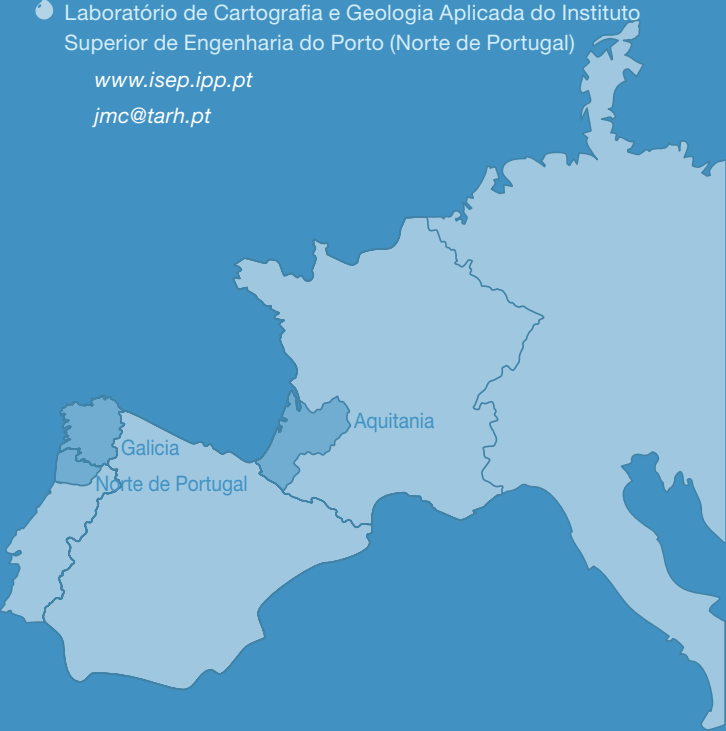 Laboratório de Cartografia e Geologia Aplicada do Instituto
Superior de Engenharia do Porto (Norte de Portugal)
www.isep.ipp.pt
jmc@tarh.pt
Aquitania
Galicia
Norte de Portugal